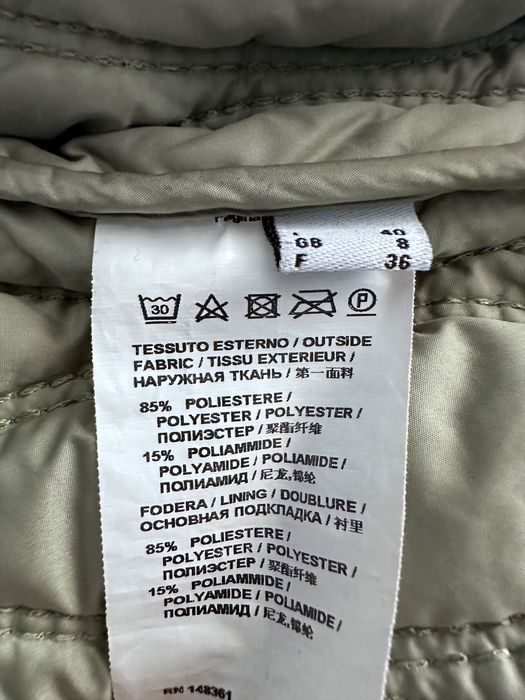 GB 8
F 36
30 P
TESSUTO ESTERNO / OUTSIDE
FABRIC / TISSU EXTERIEUR /
НАРУЖНАЯ ТКАНЬ / 第一面料
85% POLIESTERE /
POLYESTER / POLYESTER /
ПОЛИЭСТЕР / 聚酯纤维
15% POLIAMMIDE /
POLYAMIDE / POLIAMIDE /
ПОЛИАМИД / 尼龙,锦纶
FODERA / LINING / DOUBLURE /
ОСНОВНАЯ ПОДКЛАДКА / 衬里
85% POLIESTERE /
POLYESTER / POLYESTER /
ПОЛИЭСТЕР / 聚酯纤维
15% POLIAMMIDE /
POLYAMIDE / POLIAMIDE /
ПОЛИАМИД / 尼龙,锦纶
RN 148361